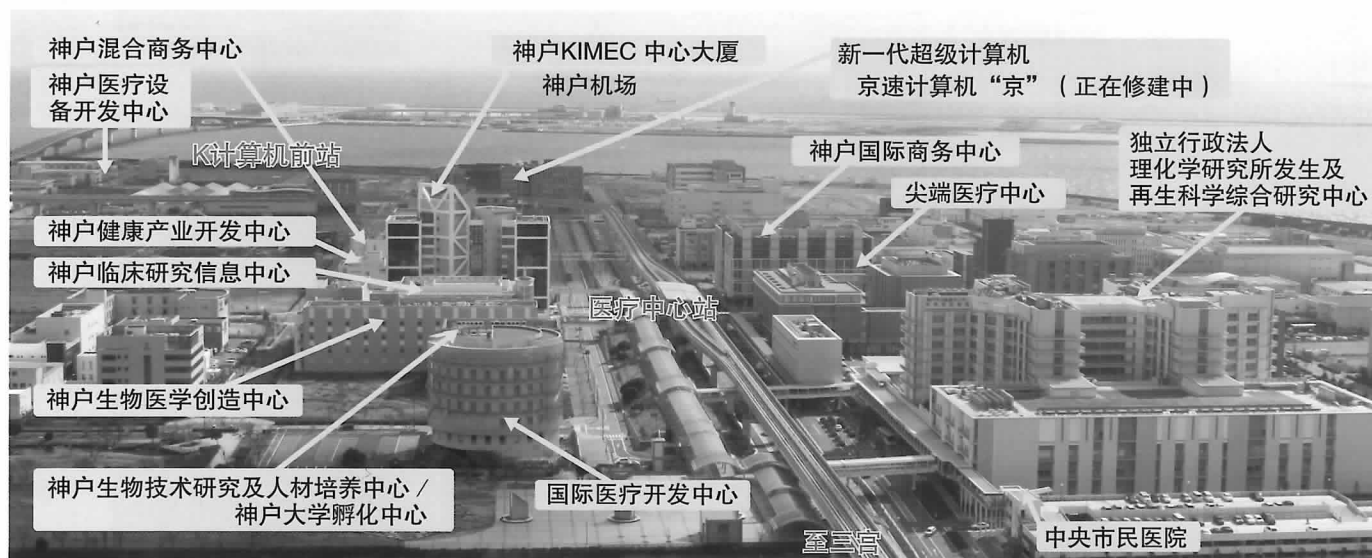 神户混合商务中心
神户医疗设
备开发中心
K计算机前站
神户KIMEC 中心大厦
神户机场
新一代超级计算机
京速计算机“京”（正在修建中）
神户国际商务中心
尖端医疗中心
独立行政法人
理化学研究所发生及
再生科学综合研究中心
神户健康产业开发中心
神户临床研究信息中心
医疗中心站
神户生物医学创造中心
神户生物技术研究及人材培养中心/
神户大学孵化中心
国际医疗开发中心
至三宫
中央市民医院